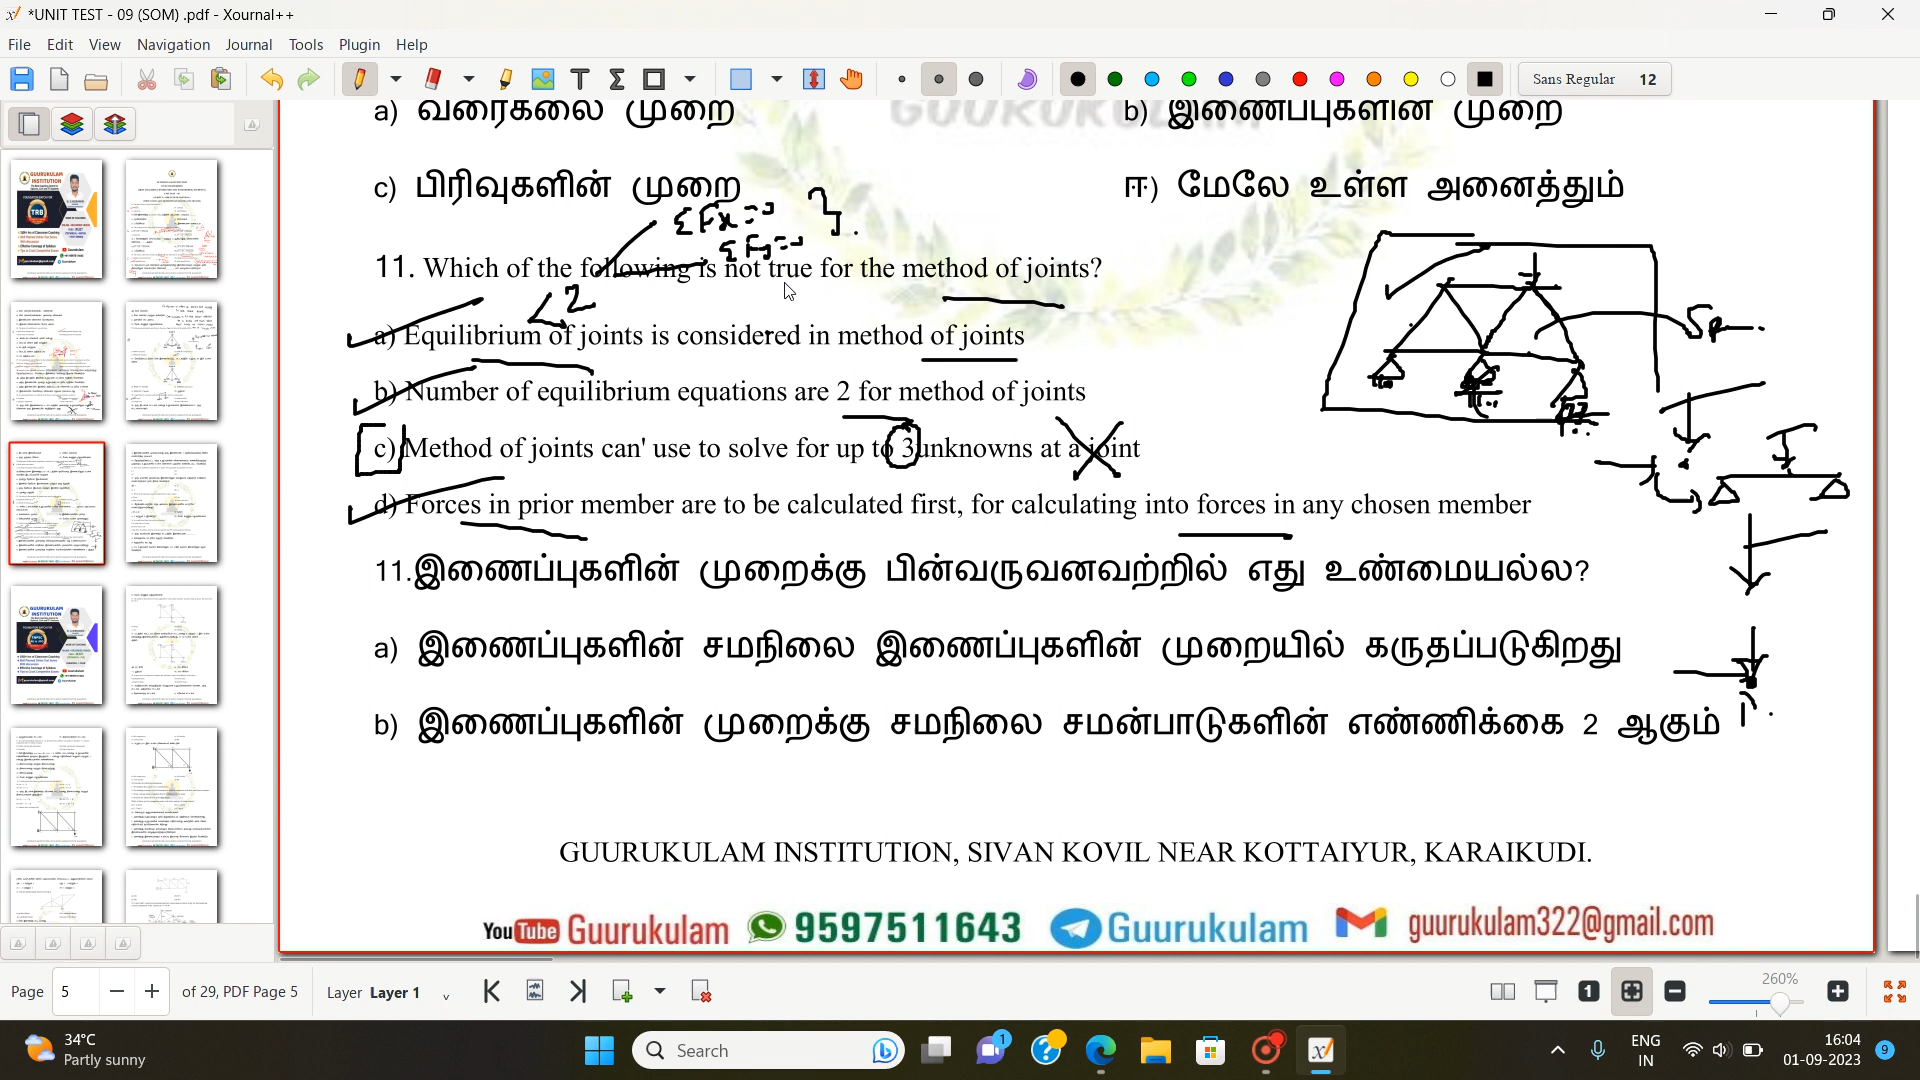 *UNIT TEST - 09 (SOM) .pdf - Xournal++
File Edit View Navigation Journal Tools Plugin Help
Sans Regular 12
GUURUKULAM
a) வரைகலை முறை b) இணைப்புகளின் முறை
c) பிரிவுகளின் முறை ஈ) மேலே உள்ள அனைத்தும்
11. Which of the following is not true for the method of joints?
a) Equilibrium of joints is considered in method of joints
b) Number of equilibrium equations are 2 for method of joints
c) Method of joints can' use to solve for up to 3unknowns at a joint
d) Forces in prior member are to be calculated first, for calculating into forces in any chosen member
11.இணைப்புகளின் முறைக்கு பின்வருவனவற்றில் எது உண்மையல்ல?
a) இணைப்புகளின் சமநிலை இணைப்புகளின் முறையில் கருதப்படுகிறது
b) இணைப்புகளின் முறைக்கு சமநிலை சமன்பாடுகளின் எண்ணிக்கை 2 ஆகும்
GUURUKULAM INSTITUTION, SIVAN KOVIL NEAR KOTTAIYUR, KARAIKUDI.
YouTube Guurukulam 9597511643 Guurukulam guurukulam322@gmail.com
Page 5 of 29, PDF Page 5 Layer Layer 1 260%
34°C
Partly sunny
Search
1
ENG
IN
16:04
01-09-2023
9